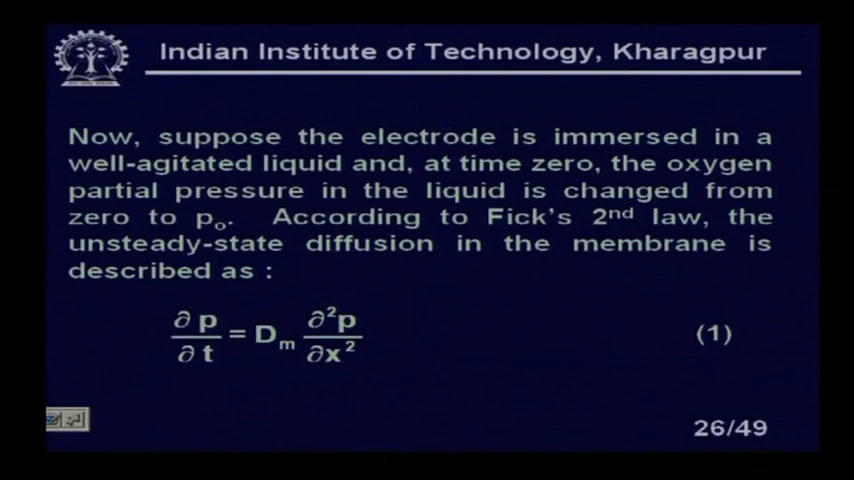 Indian Institute of Technology, Kharagpur
Now, suppose the electrode is immersed in a
well-agitated liquid and, at time zero, the oxygen
partial pressure in the liquid is changed from
zero to pₒ. According to Fick's 2ⁿᵈ law, the
unsteady-state diffusion in the membrane is
described as :
∂p/∂t = Dₘ ∂²p/∂x² (1)
26/49